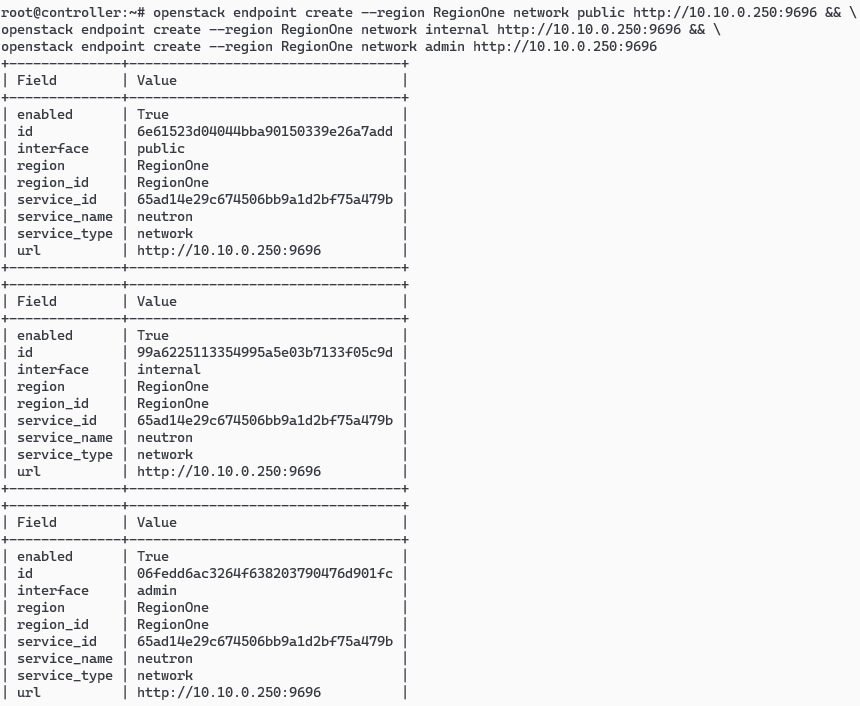 root@controller:~# openstack endpoint create --region RegionOne network public http://10.10.0.250:9696 && \
openstack endpoint create --region RegionOne network internal http://10.10.0.250:9696 && \
openstack endpoint create --region RegionOne network admin http://10.10.0.250:9696
+--------------+----------------------------------+
| Field        | Value                            |
+--------------+----------------------------------+
| enabled      | True                             |
| id           | 6e61523d04044bba90150339e26a7add |
| interface    | public                           |
| region       | RegionOne                        |
| region_id    | RegionOne                        |
| service_id   | 65ad14e29c674506bb9a1d2bf75a479b |
| service_name | neutron                          |
| service_type | network                          |
| url          | http://10.10.0.250:9696          |
+--------------+----------------------------------+
+--------------+----------------------------------+
| Field        | Value                            |
+--------------+----------------------------------+
| enabled      | True                             |
| id           | 99a6225113354995a5e03b7133f05c9d |
| interface    | internal                         |
| region       | RegionOne                        |
| region_id    | RegionOne                        |
| service_id   | 65ad14e29c674506bb9a1d2bf75a479b |
| service_name | neutron                          |
| service_type | network                          |
| url          | http://10.10.0.250:9696          |
+--------------+----------------------------------+
+--------------+----------------------------------+
| Field        | Value                            |
+--------------+----------------------------------+
| enabled      | True                             |
| id           | 06fedd6ac3264f638203790476d901fc |
| interface    | admin                            |
| region       | RegionOne                        |
| region_id    | RegionOne                        |
| service_id   | 65ad14e29c674506bb9a1d2bf75a479b |
| service_name | neutron                          |
| service_type | network                          |
| url          | http://10.10.0.250:9696          |